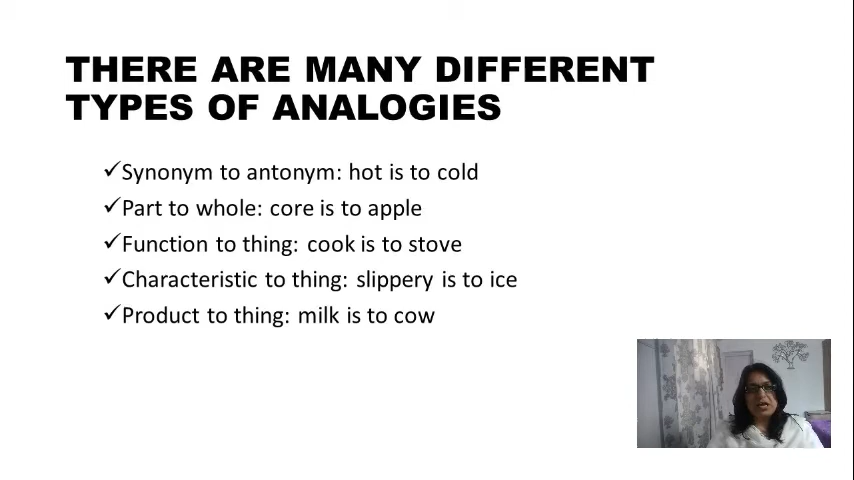 THERE ARE MANY DIFFERENT
TYPES OF ANALOGIES
✓Synonym to antonym: hot is to cold
✓Part to whole: core is to apple
✓Function to thing: cook is to stove
✓Characteristic to thing: slippery is to ice
✓Product to thing: milk is to cow